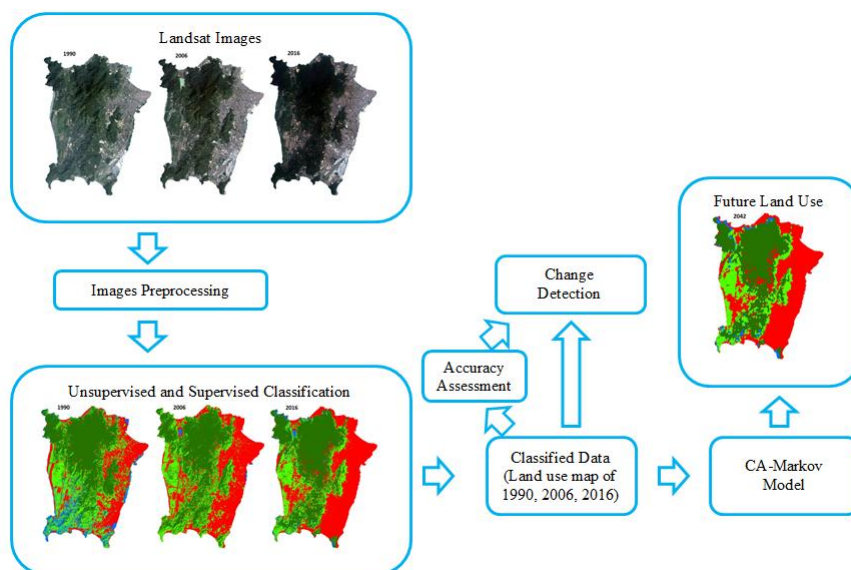 Landsat Images
1990
2006
2016
Images Preprocessing
Unsupervised and Supervised Classification
1990
2006
2016
Accuracy
Assessment
Change
Detection
Classified Data
(Land use map of
1990, 2006, 2016)
CA-Markov
Model
Future Land Use
2042